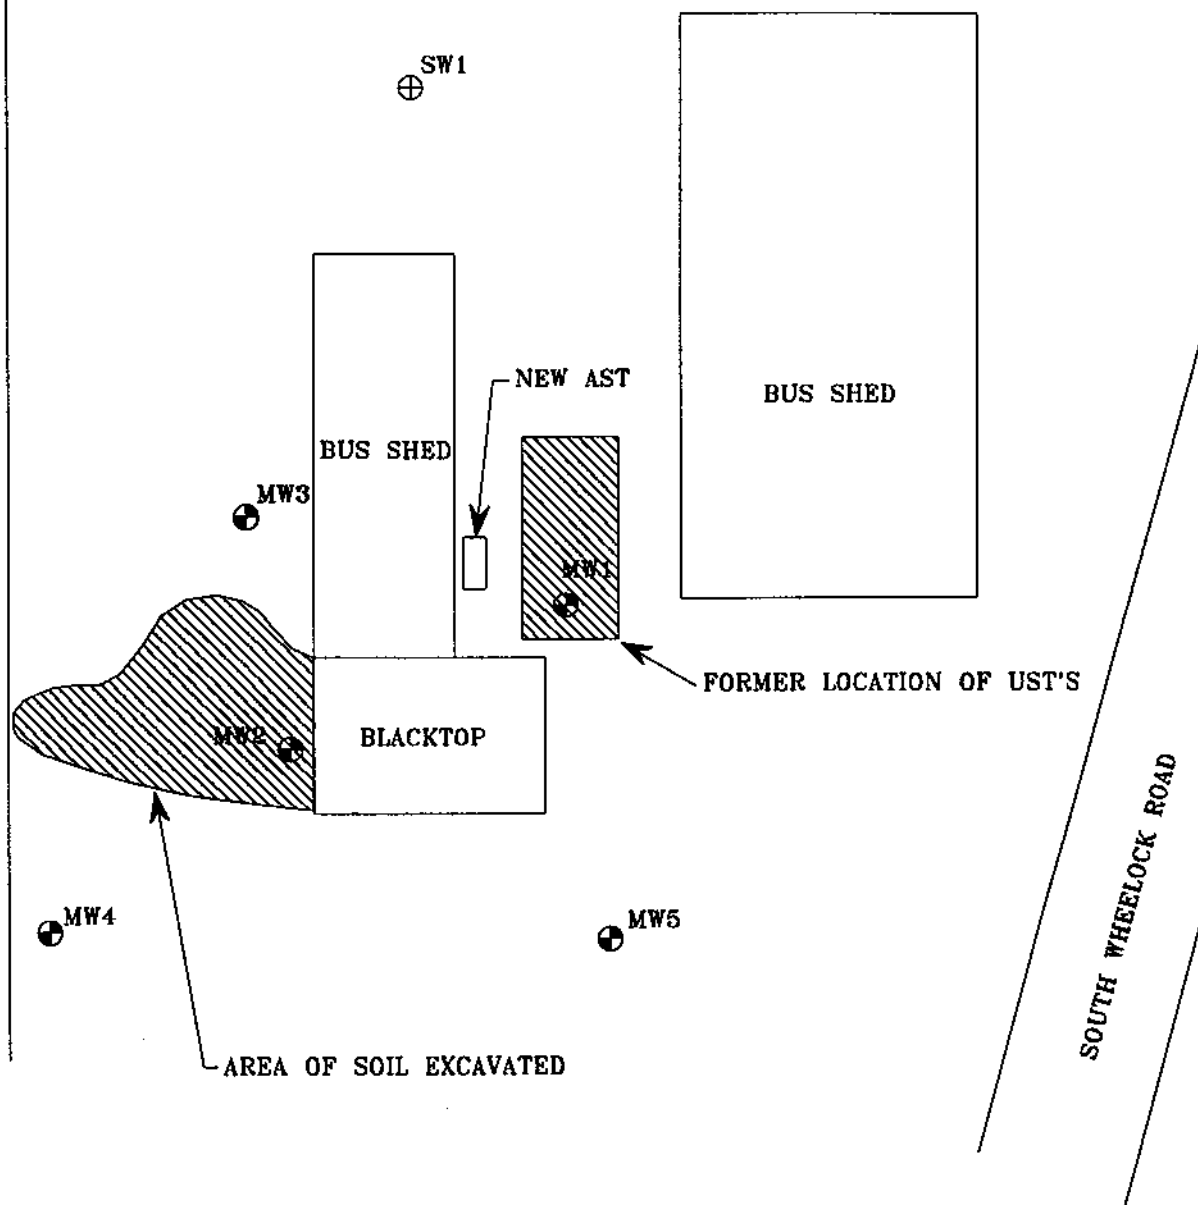 SW1
NEW AST
BUS SHED
BUS SHED
MW3
MW1
FORMER LOCATION OF UST'S
MW2
BLACKTOP
MW4
MW5
SOUTH WHEELOCK ROAD
AREA OF SOIL EXCAVATED